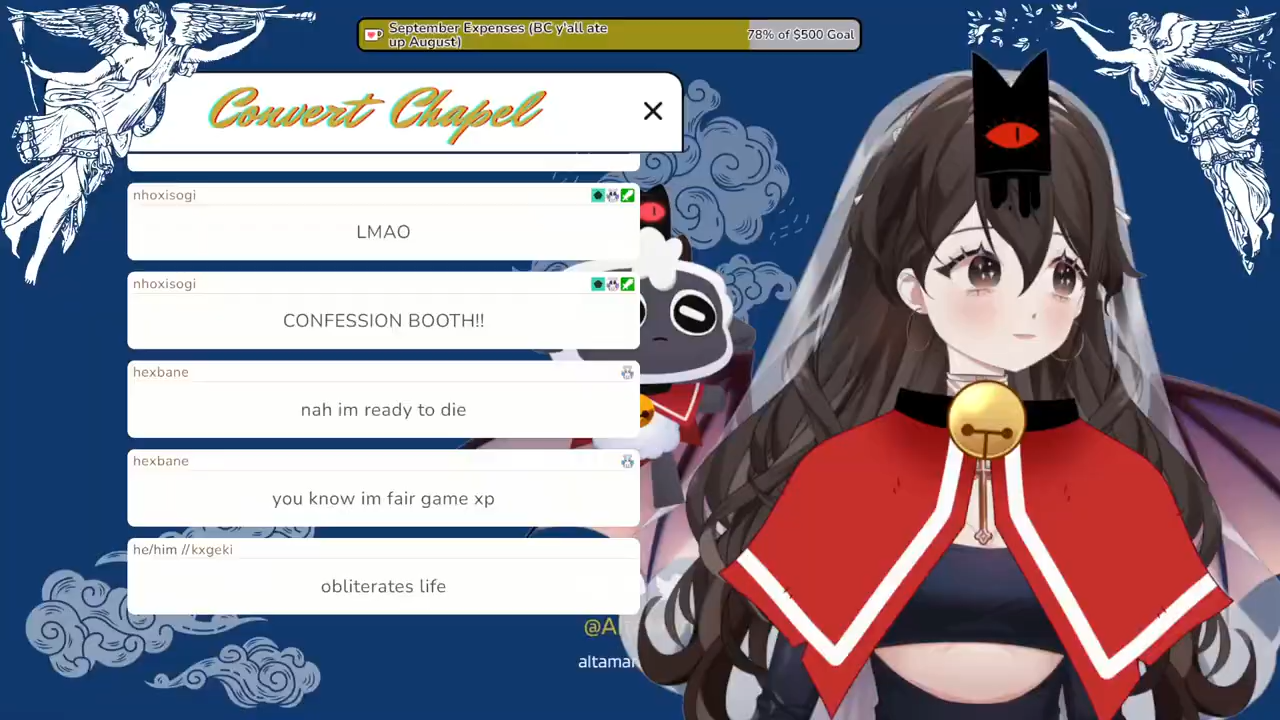 September Expenses (BC y'all ate
up August)
78% of $500 Goal
Convert Chapel
nhoxisogi
LMAO
nhoxisogi
CONFESSION BOOTH!!
hexbane
nah im ready to die
hexbane
you know im fair game xp
he/him //kxgeki
obliterates life